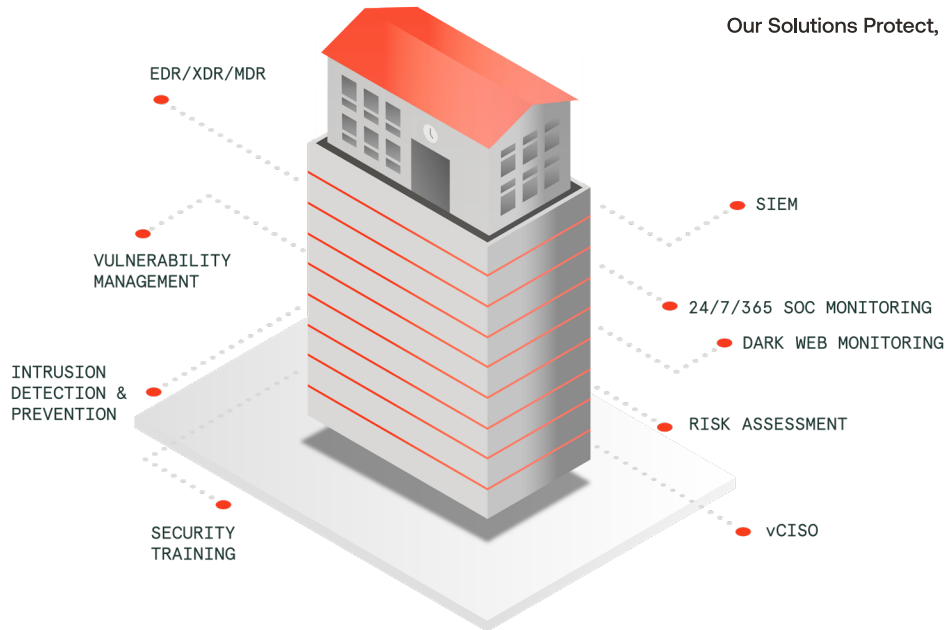 Our Solutions Protect,
EDR/XDR/MDR
SIEM
VULNERABILITY
MANAGEMENT
24/7/365 SOC MONITORING
DARK WEB MONITORING
INTRUSION
DETECTION &
PREVENTION
RISK ASSESSMENT
SECURITY
TRAINING
vCISO